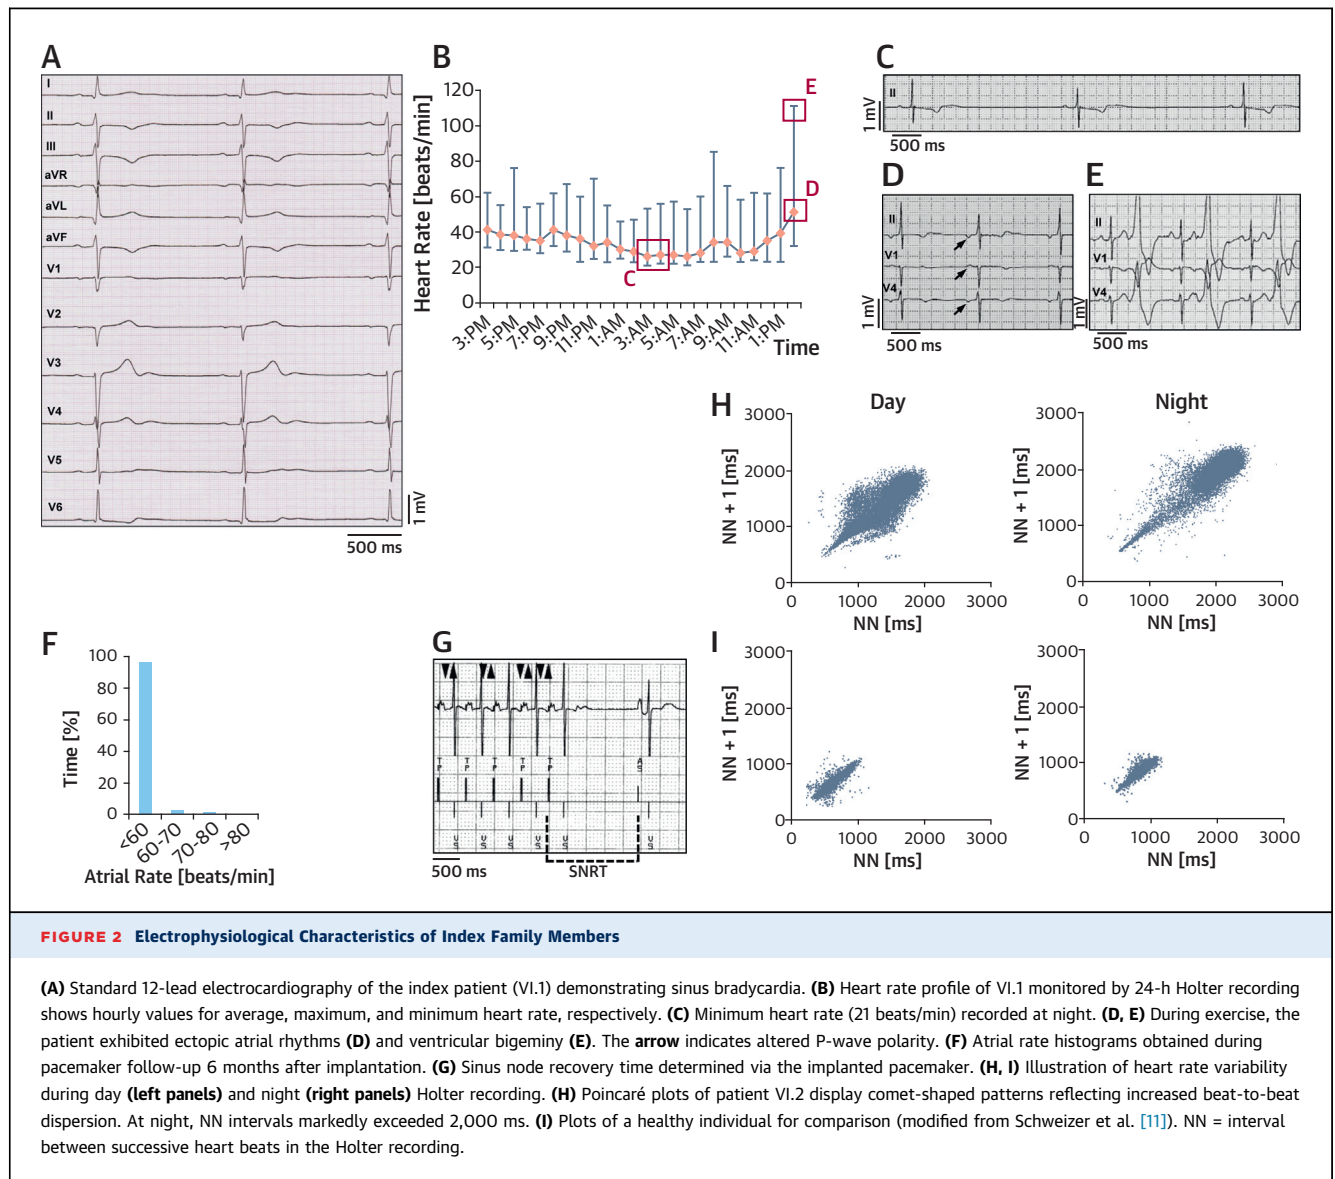 A
I
II
III
aVR
aVL
aVF
V1
V2
V3
V4
V5
V6
1 mV
500 ms
B
Heart Rate [beats/min]
120
100
80
60
40
20
0
E
D
C
3:PM
5:PM
7:PM
9:PM
11:PM
1:AM
3:AM
5:AM
7:AM
9:AM
11:AM
1:PM
Time
C
II
1 mV
500 ms
D
II
V1
V4
1 mV
500 ms
E
II
V1
V4
1 mV
500 ms
F
Time [%]
100
80
60
40
20
0
<60
60-70
70-80
>80
Atrial Rate [beats/min]
G
TP TP TP TP TP AS
VS VS VS VS VS VS
500 ms
SNRT
H
Day
NN + 1 [ms]
3000
2000
1000
0
0 1000 2000 3000
NN [ms]
Night
NN + 1 [ms]
3000
2000
1000
0
0 1000 2000 3000
NN [ms]
I
NN + 1 [ms]
3000
2000
1000
0
0 1000 2000 3000
NN [ms]
NN + 1 [ms]
3000
2000
1000
0
0 1000 2000 3000
NN [ms]
FIGURE 2 Electrophysiological Characteristics of Index Family Members
(A) Standard 12-lead electrocardiography of the index patient (VI.1) demonstrating sinus bradycardia. (B) Heart rate profile of VI.1 monitored by 24-h Holter recording
shows hourly values for average, maximum, and minimum heart rate, respectively. (C) Minimum heart rate (21 beats/min) recorded at night. (D, E) During exercise, the
patient exhibited ectopic atrial rhythms (D) and ventricular bigeminy (E). The arrow indicates altered P-wave polarity. (F) Atrial rate histograms obtained during
pacemaker follow-up 6 months after implantation. (G) Sinus node recovery time determined via the implanted pacemaker. (H, I) Illustration of heart rate variability
during day (left panels) and night (right panels) Holter recording. (H) Poincaré plots of patient VI.2 display comet-shaped patterns reflecting increased beat-to-beat
dispersion. At night, NN intervals markedly exceeded 2,000 ms. (I) Plots of a healthy individual for comparison (modified from Schweizer et al. [11]). NN = interval
between successive heart beats in the Holter recording.